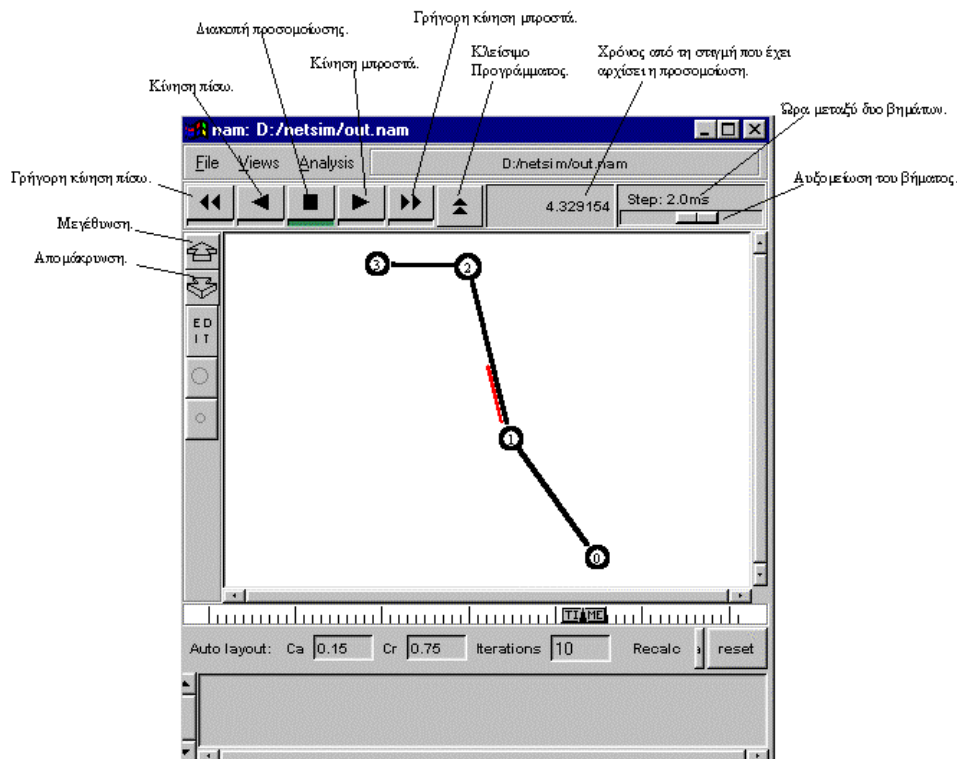 Γρήγορη κίνηση μπροστά.
Διακοπή προσομοίωσης.
Κλείσιμο
Προγράμματος.
Χρόνος από τη στιγμή που έχει
αρχίσει η προσομοίωση.
Κίνηση μπροστά.
Κίνηση πίσω.
Ώρα μεταξύ δυο βημάτων.
nam: D:/netsim/out.nam
File Views Analysis D:/netsim/out.nam
Γρήγορη κίνηση πίσω.
Αυξομείωση του βήματος.
4.329154
Step: 2.0ms
Μεγέθυνση.
Απομάκρυνση.
3
2
ED
IT
1
0
TIME
Auto layout: Ca 0.15 Cr 0.75 Iterations 10 Recalc reset